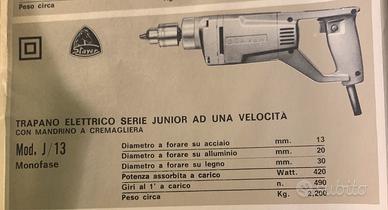 Peso circa
Kg.
Stayer
TRAPANO ELETTRICO SERIE JUNIOR AD UNA VELOCITÀ
CON MANDRINO A CREMAGLIERA
Mod. J/13
Monofase
Diametro a forare su acciaio mm. 13
Diametro a forare su alluminio mm. 20
Diametro a forare su legno mm. 30
Potenza assorbita a carico Watt. 420
Giri al 1' a carico n. 490
Peso circa Kg. 2,200
subito